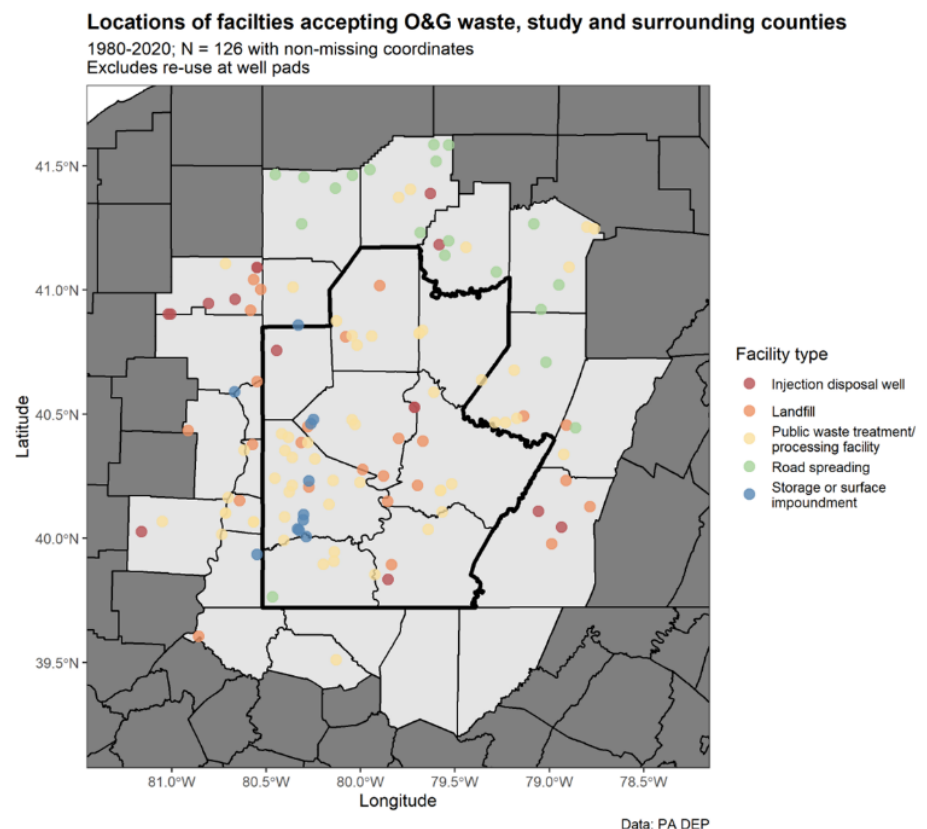 Locations of facilties accepting O&G waste, study and surrounding counties
1980-2020; N = 126 with non-missing coordinates
Excludes re-use at well pads
41.5°N
41.0°N
40.5°N
40.0°N
39.5°N
Latitude
81.0°W 80.5°W 80.0°W 79.5°W 79.0°W 78.5°W
Longitude
Facility type
Injection disposal well
Landfill
Public waste treatment/
processing facility
Road spreading
Storage or surface
impoundment
Data: PA DEP